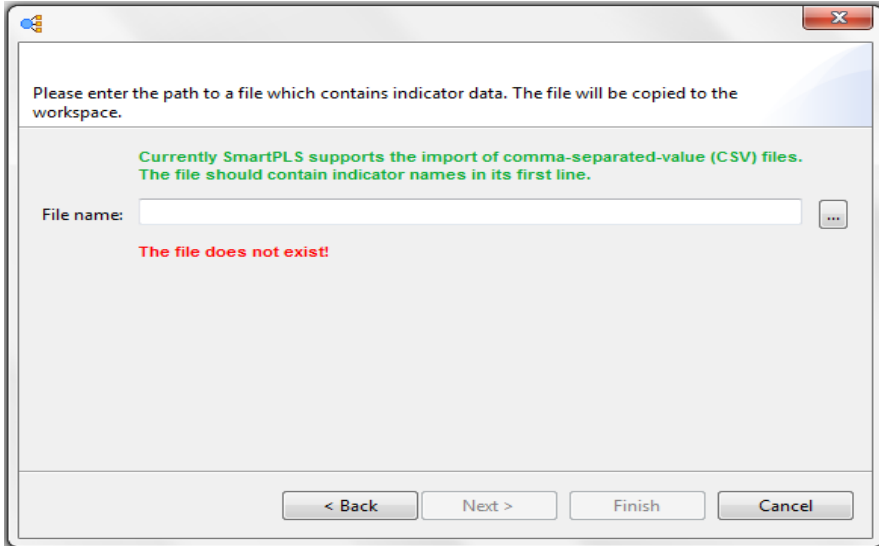 Please enter the path to a file which contains indicator data. The file will be copied to the
workspace.
Currently SmartPLS supports the import of comma-separated-value (CSV) files.
The file should contain indicator names in its first line.
File name:
...
The file does not exist!
< Back
Next >
Finish
Cancel